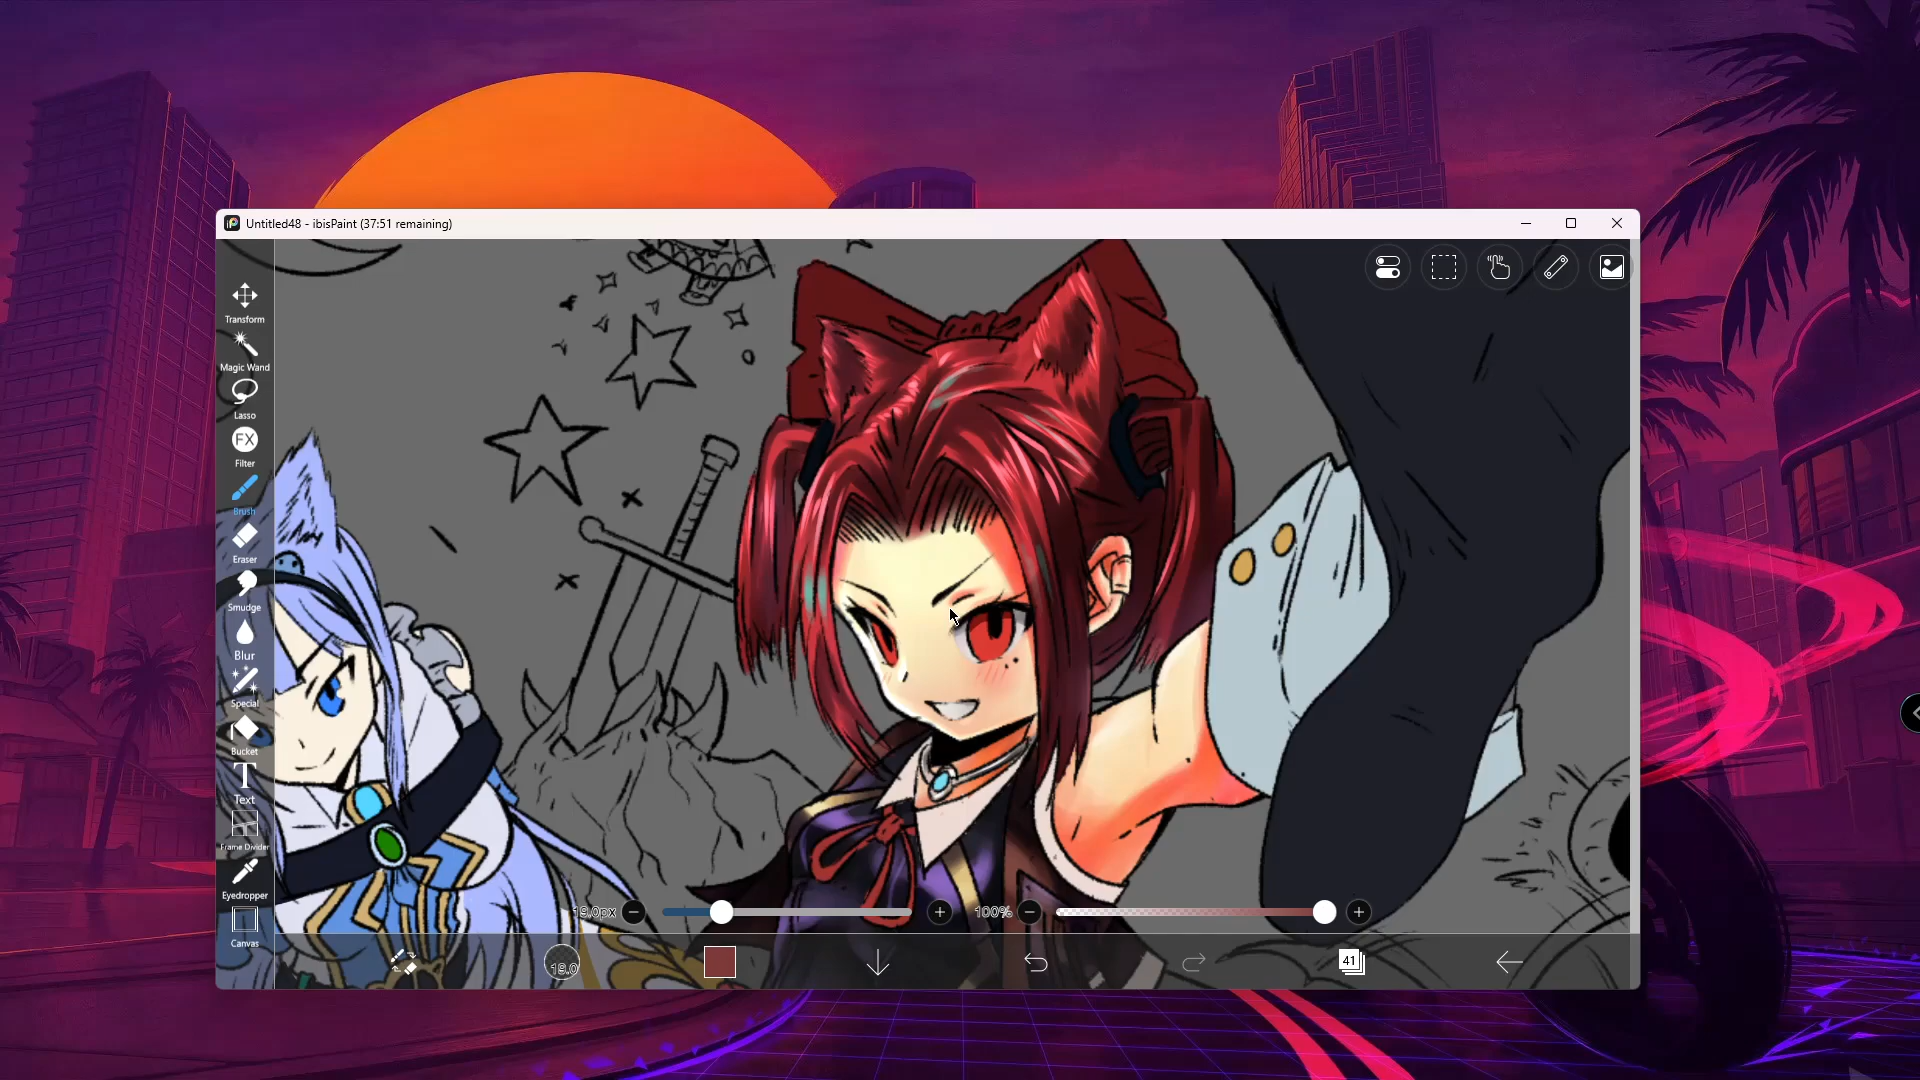 Untitled48 - ibisPaint (37:51 remaining)
Transform
Magic Wand
Lasso
FX
Filter
Brush
Eraser
Smudge
Blur
Special
Bucket
T
Text
Frame Divider
Eyedropper
Canvas
19.0px
100%
19.0
41